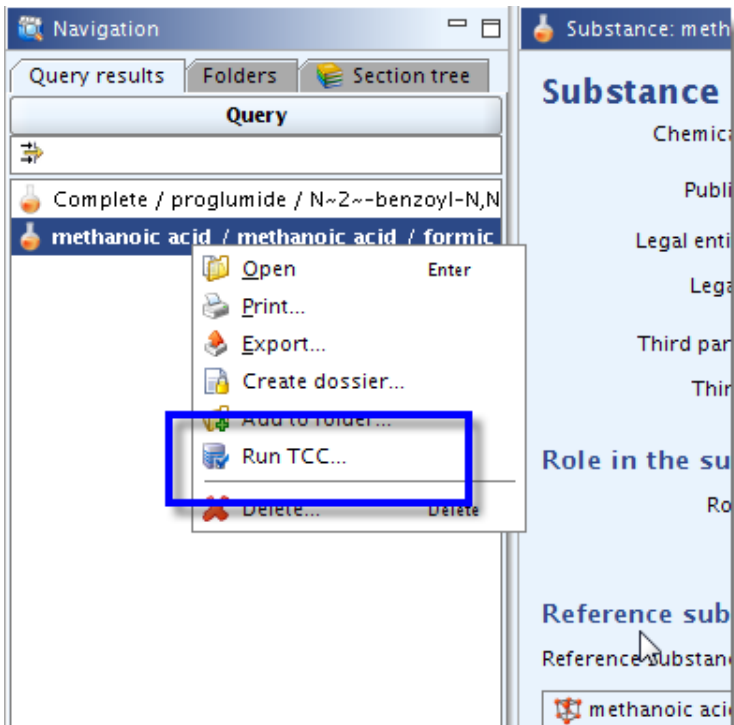 Navigation
Query results
Folders
Section tree
Query
Complete / proglumide / N~2~-benzoyl-N,N
methanoic acid / methanoic acid / formic
Open Enter
Print...
Export...
Create dossier...
Add to folder...
Run TCC...
Delete... Delete
Substance: meth
Substance
Chemica
Publi
Legal enti
Lega
Third par
Thir
Role in the su
Ro
Reference sub
Reference substan
methanoic aci